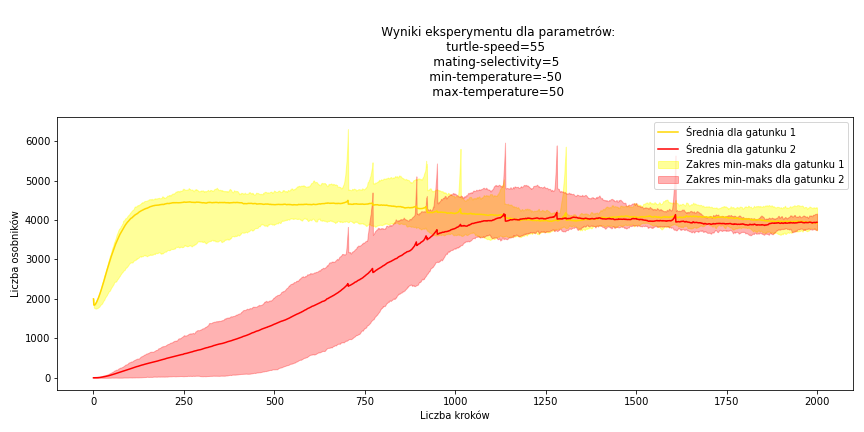 Wyniki eksperymentu dla parametrów:
turtle-speed=55
mating-selectivity=5
min-temperature=-50
max-temperature=50
Liczba osobników
6000
5000
4000
3000
2000
1000
0
Średnia dla gatunku 1
Średnia dla gatunku 2
Zakres min-maks dla gatunku 1
Zakres min-maks dla gatunku 2
0 250 500 750 1000 1250 1500 1750 2000
Liczba kroków